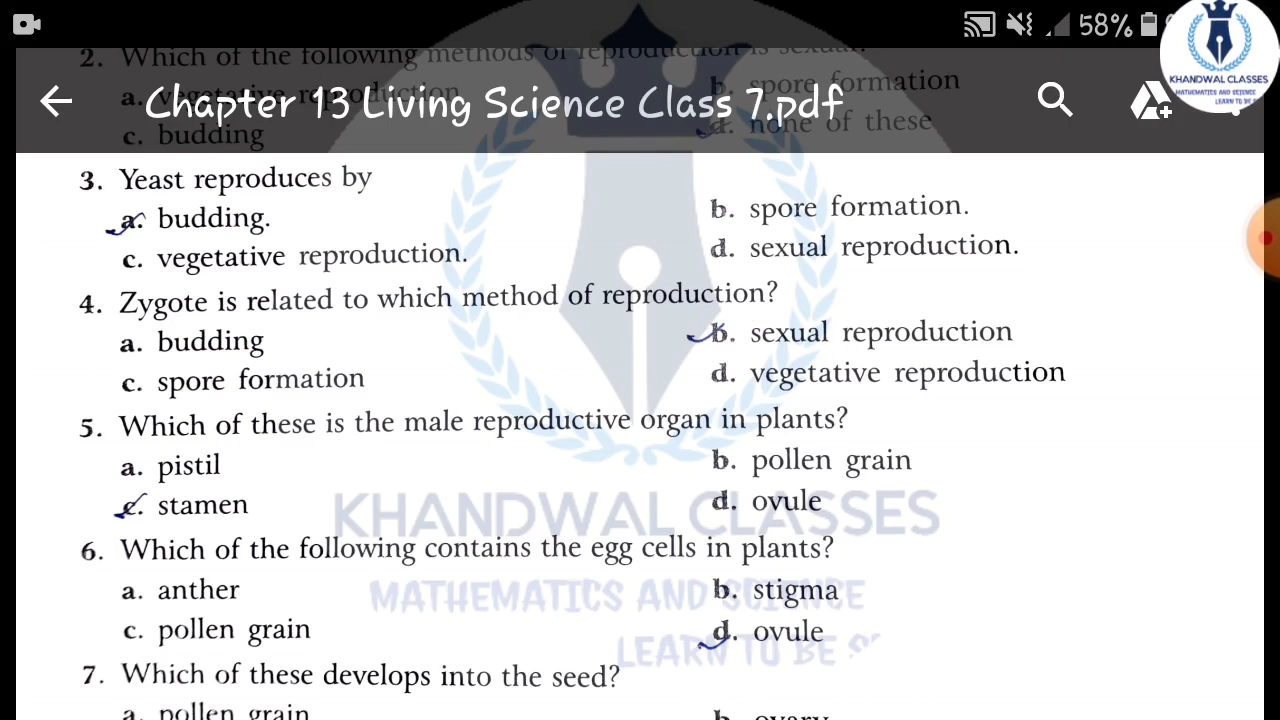 58%
KHANDWAL CLASSES
MATHEMATICS AND SCIENCE
2. Which of the following methods of reproduction is sexual?
a. vegetative reproduction b. spore formation
Chapter 13 Living Science Class 7.pdf
c. budding d. none of these
3. Yeast reproduces by
a. budding. b. spore formation.
c. vegetative reproduction. d. sexual reproduction.
4. Zygote is related to which method of reproduction?
a. budding b. sexual reproduction
c. spore formation d. vegetative reproduction
5. Which of these is the male reproductive organ in plants?
a. pistil b. pollen grain
c. stamen d. ovule
KHANDWAL CLASSES
6. Which of the following contains the egg cells in plants?
a. anther b. stigma
MATHEMATICS AND SCIENCE
c. pollen grain d. ovule
LEARN TO BE
7. Which of these develops into the seed?
a. pollen grain b. ovary